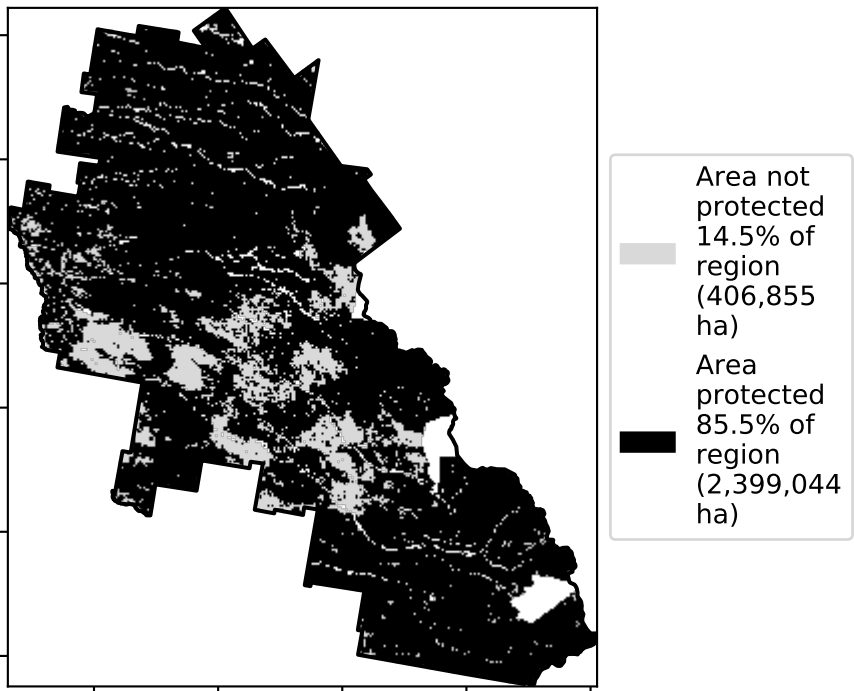 Area not
protected
14.5% of
region
(406,855
ha)
Area
protected
85.5% of
region
(2,399,044
ha)